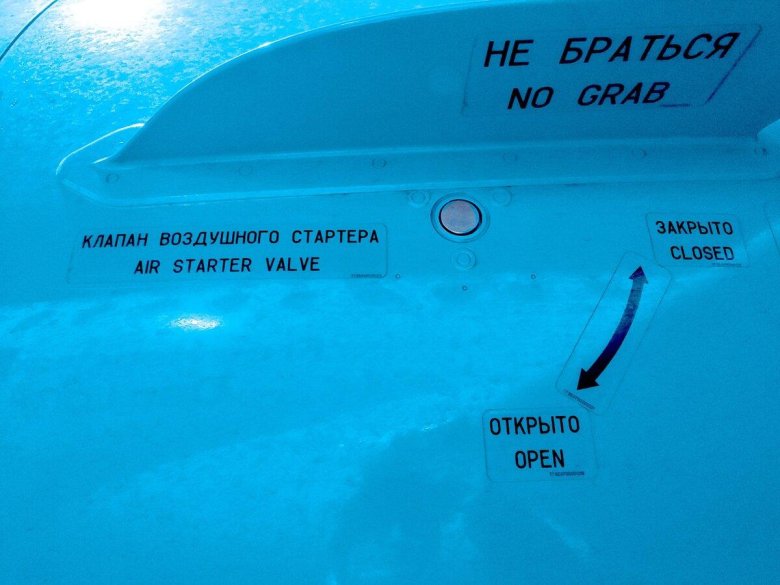 НЕ БРАТЬСЯ
NO GRAB
КЛАПАН ВОЗДУШНОГО СТАРТЕРА
AIR STARTER VALVE
ЗАКРЫТО
CLOSED
ОТКРЫТО
OPEN